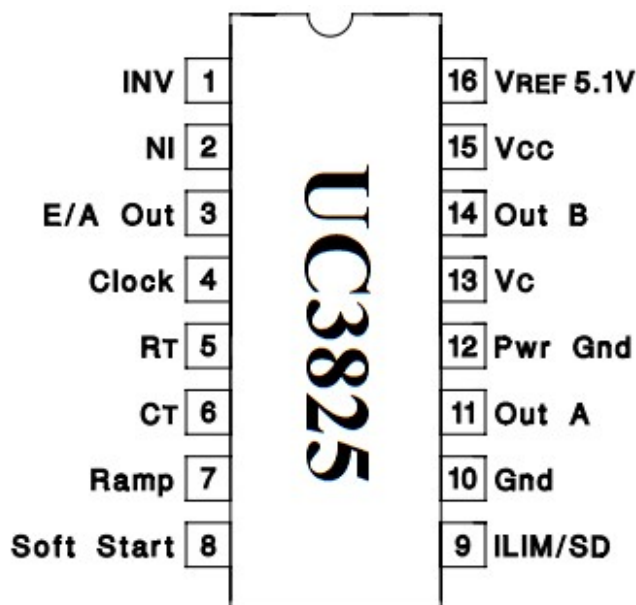 INV 1
NI 2
E/A Out 3
Clock 4
RT 5
CT 6
Ramp 7
Soft Start 8
UC3825
16 VREF 5.1V
15 VCC
14 Out B
13 VC
12 Pwr Gnd
11 Out A
10 Gnd
9 ILIM/SD